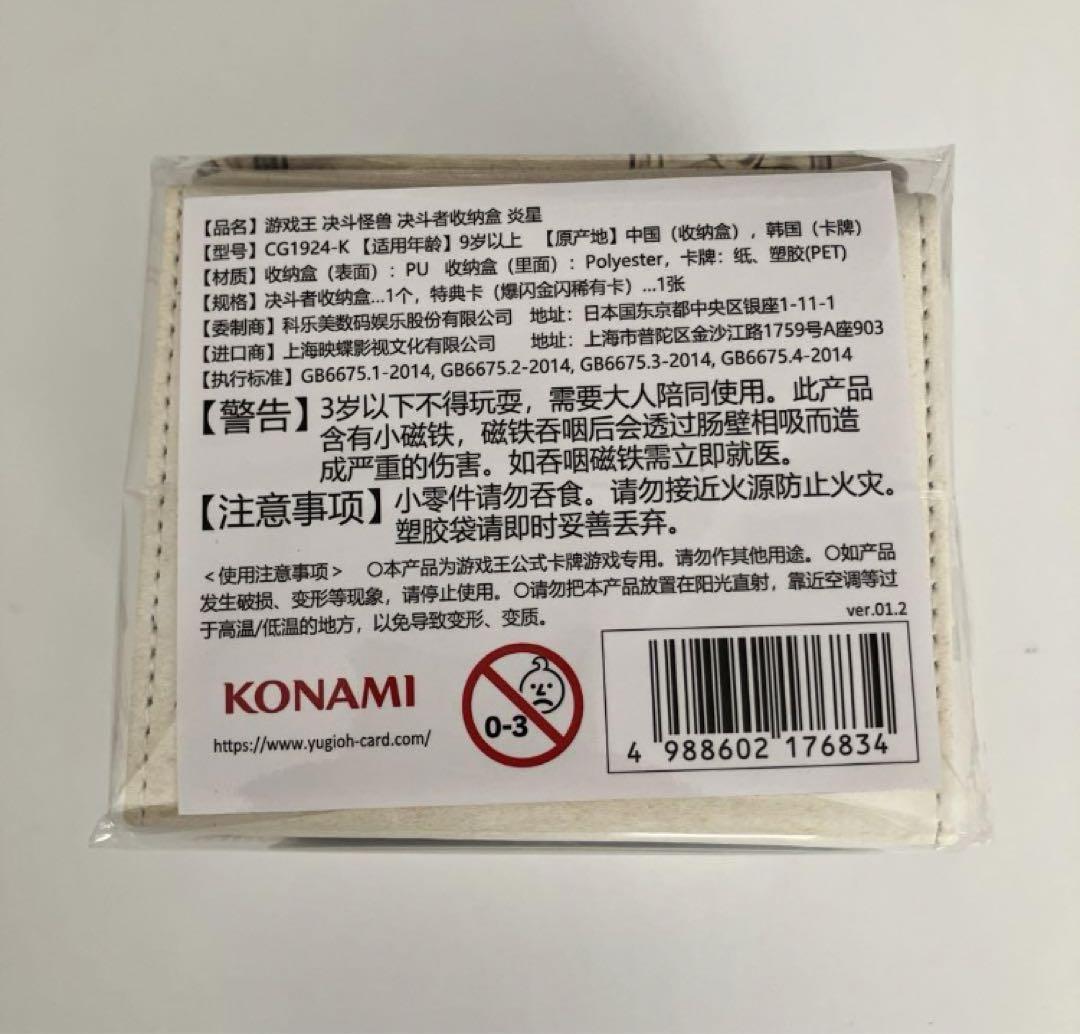 【品名】游戏王 决斗怪兽 决斗者收纳盒 炎星
【型号】CG1924-K 【适用年龄】9岁以上 【原产地】中国（收纳盒），韩国（卡牌）
【材质】收纳盒（表面）：PU 收纳盒（里面）：Polyester，卡牌：纸、塑胶(PET)
【规格】决斗者收纳盒...1个，特典卡（爆闪金闪稀有卡）...1张
【委制商】科乐美数码娱乐股份有限公司 地址：日本国东京都中央区银座1-11-1
【进口商】上海映蝶影视文化有限公司 地址：上海市普陀区金沙江路1759号A座903
【执行标准】GB6675.1-2014, GB6675.2-2014, GB6675.3-2014, GB6675.4-2014
【警告】3岁以下不得玩耍，需要大人陪同使用。此产品
含有小磁铁，磁铁吞咽后会透过肠壁相吸而造
成严重的伤害。如吞咽磁铁需立即就医。
【注意事项】小零件请勿吞食。请勿接近火源防止火灾。
塑胶袋请即时妥善丢弃。
＜使用注意事项＞ ○本产品为游戏王公式卡牌游戏专用。请勿作其他用途。○如产品
发生破损、变形等现象，请停止使用。○请勿把本产品放置在阳光直射，靠近空调等过
于高温/低温的地方，以免导致变形、变质。
ver.01.2
KONAMI
https://www.yugioh-card.com/
0-3
4 988602 176834